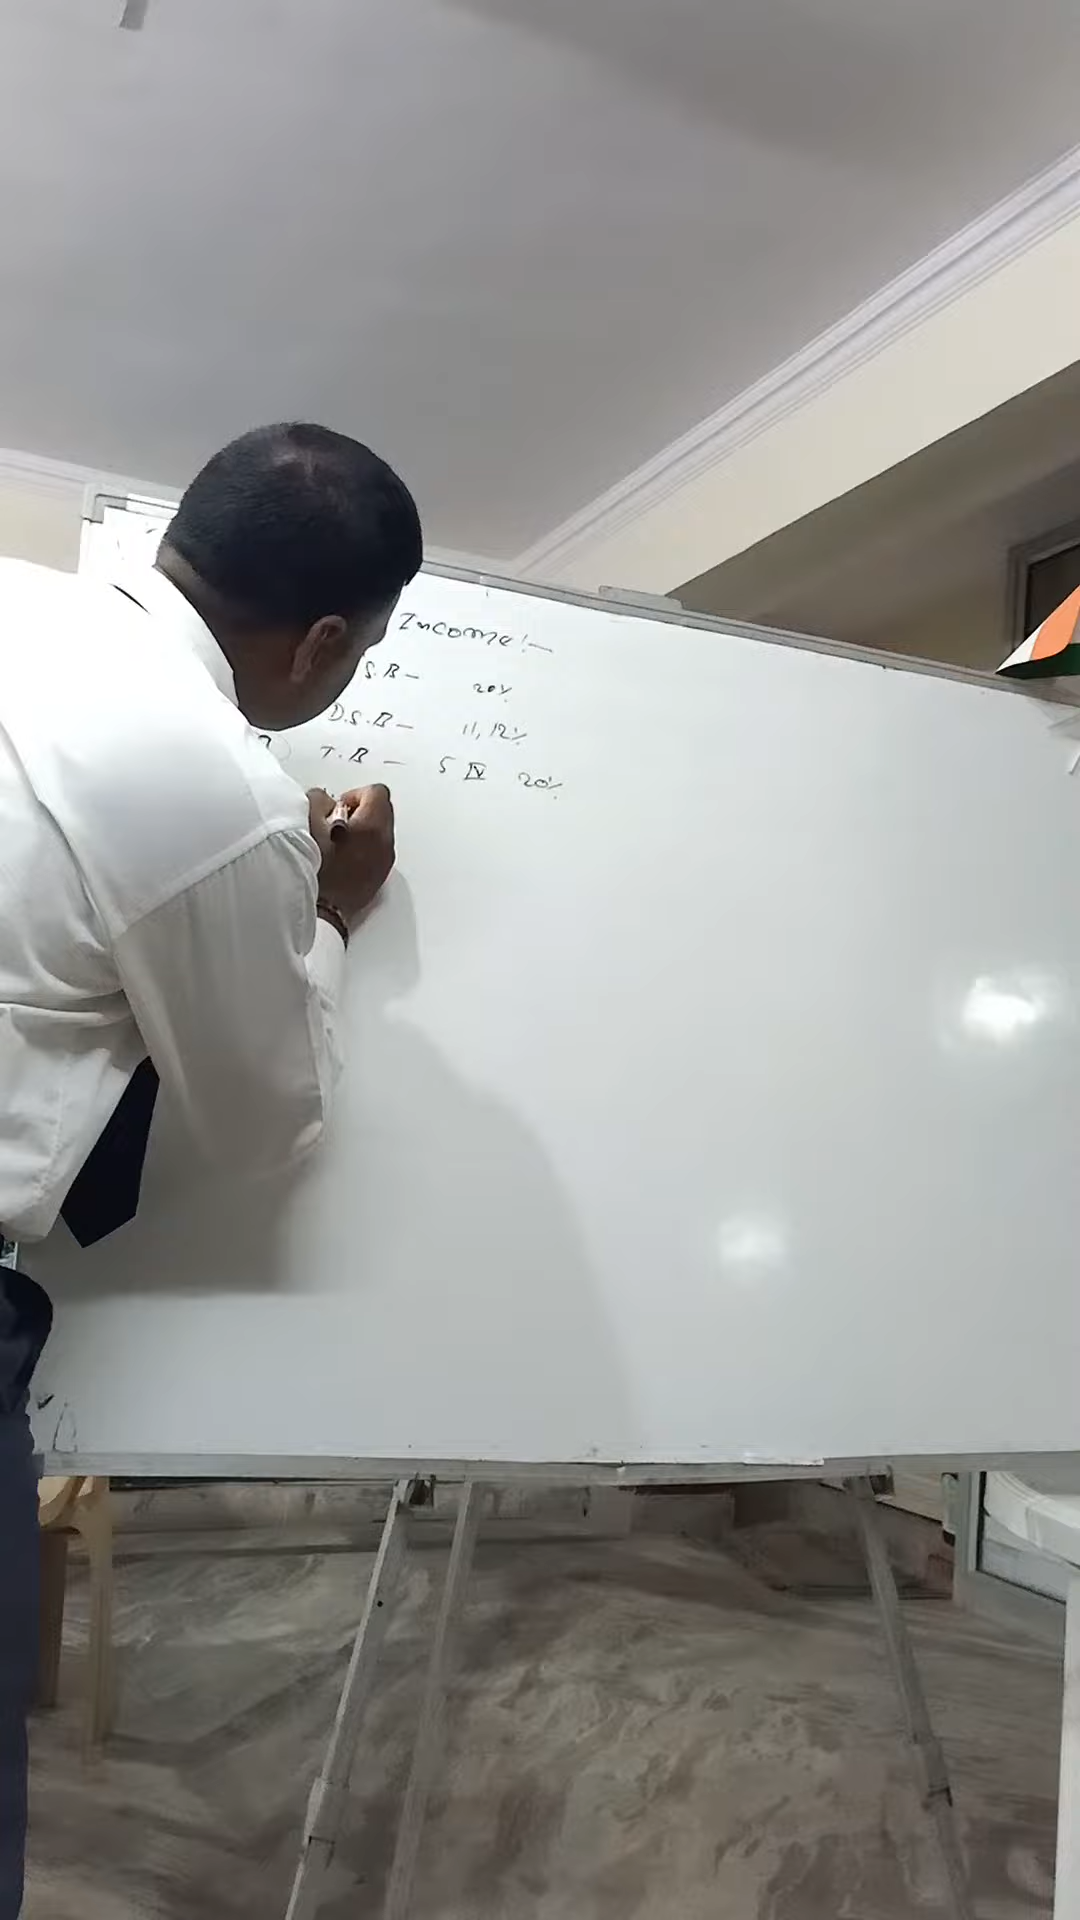 Income:-
S.B - 20%
D.S.B - 11, 12%
T.B - 5 IV 20%